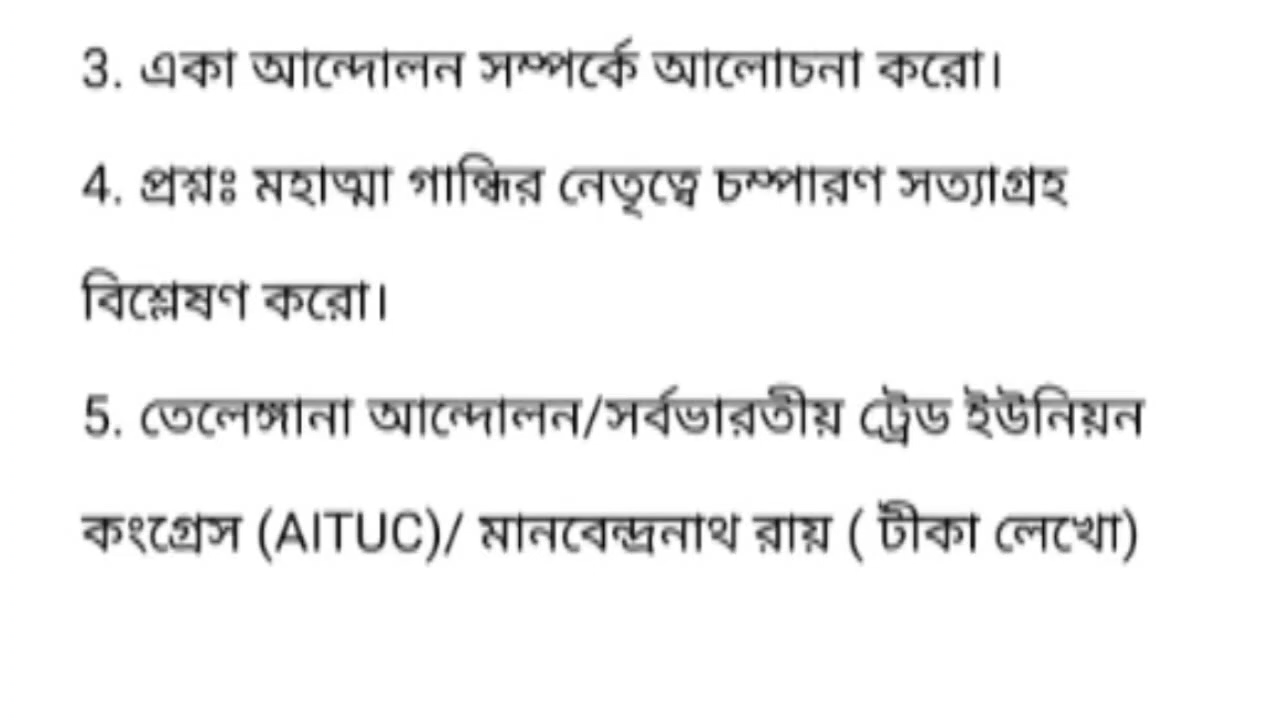 3. একা আন্দোলন সম্পর্কে আলোচনা করো।
4. প্রশ্নঃ মহাত্মা গান্ধির নেতৃত্বে চম্পারণ সত্যাগ্রহ
বিশ্লেষণ করো।
5. তেলেঙ্গানা আন্দোলন/সর্বভারতীয় ট্রেড ইউনিয়ন
কংগ্রেস (AITUC)/ মানবেন্দ্রনাথ রায় ( টীকা লেখো)